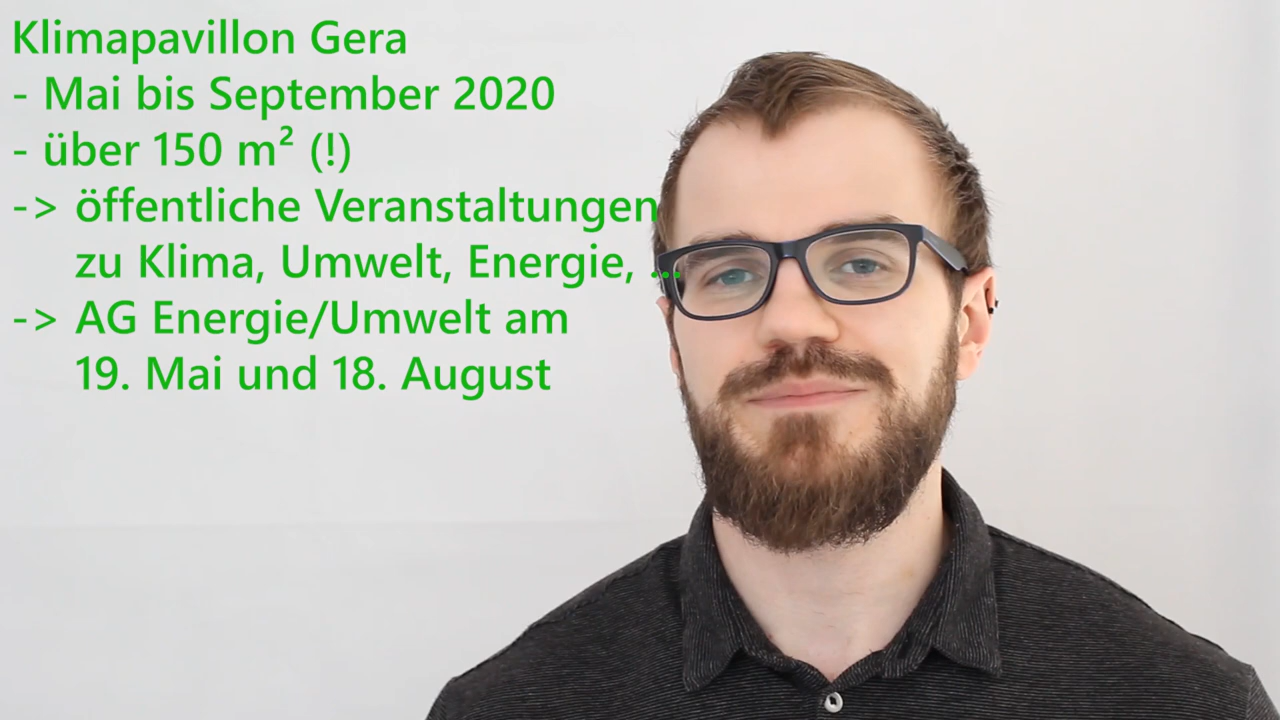 Klimapavillon Gera
- Mai bis September 2020
- über 150 m² (!)
-> öffentliche Veranstaltungen
zu Klima, Umwelt, Energie, ...
-> AG Energie/Umwelt am
19. Mai und 18. August